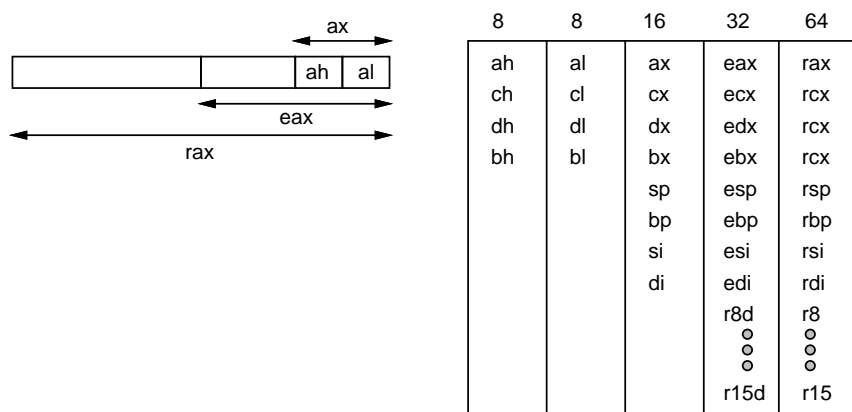 ax
ah al
eax
rax
8 8 16 32 64
ah al ax eax rax
ch cl cx ecx rcx
dh dl dx edx rcx
bh bl bx ebx rcx
sp esp rsp
bp ebp rbp
si esi rsi
di edi rdi
r8d r8
r15d r15